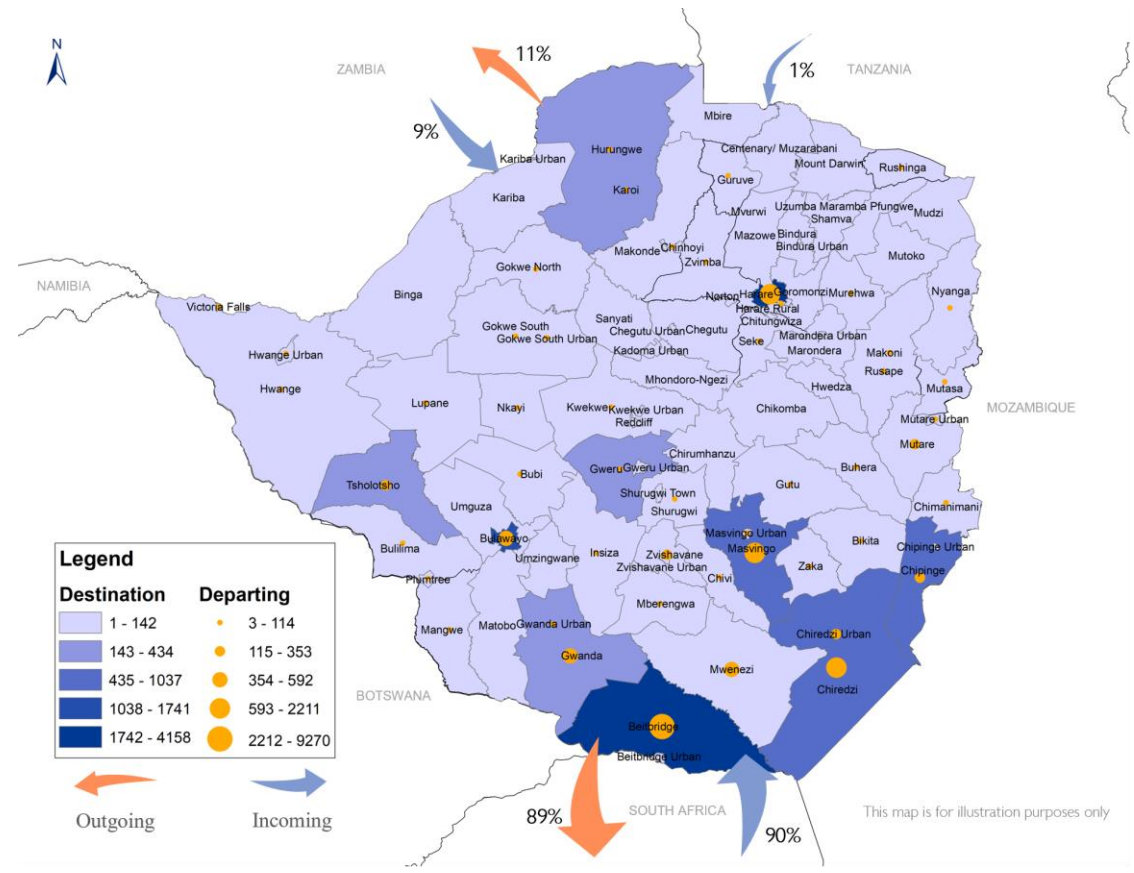 N
ZAMBIA
11%
1%
TANZANIA
9%
Mbire
Kariba Urban
Hurungwe
Centenary/ Muzarabani
Mount Darwin
Rushinga
Guruve
Kariba
Karoi
Mvurwi
Uzumba Maramba Pfungwe
Shamva
Mudzi
Mazowe
Bindura
Bindura Urban
Makonde
Chinhoyi
Zvimba
Mutoko
Gokwe North
NAMIBIA
Binga
Victoria Falls
Norton
Harare
Goromonzi
Murehwa
Nyanga
Harare Rural
Chitungwiza
Sanyati
Gokwe South
Gokwe South Urban
Chegutu Urban
Chegutu
Seke
Marondera Urban
Marondera
Kadoma Urban
Hwange Urban
Makoni
Rusape
Mhondoro-Ngezi
Hwange
Hwedza
Mutasa
Lupane
Nkayi
Kwekwe
Kwekwe Urban
Redcliff
Chikomba
MOZAMBIQUE
Mutare Urban
Mutare
Chirumhanzu
Gweru
Gweru Urban
Bubi
Buhera
Tsholotsho
Gutu
Shurugwi Town
Shurugwi
Umguza
Chimanimani
Masvingo Urban
Masvingo
Bulawayo
Bulilima
Bikita
Chipinge Urban
Chipinge
Umzingwane
Insiza
Zvishavane
Zvishavane Urban
Zaka
Chivi
Plumtree
Mberengwa
Mangwe
Matobo
Gwanda Urban
Chiredzi Urban
Gwanda
Mwenezi
Chiredzi
BOTSWANA
Beitbridge
Beitbridge Urban
89%
SOUTH AFRICA
90%
This map is for illustration purposes only
Legend
Destination
Departing
1 - 142
3 - 114
143 - 434
115 - 353
435 - 1037
354 - 592
1038 - 1741
593 - 2211
1742 - 4158
2212 - 9270
Outgoing
Incoming